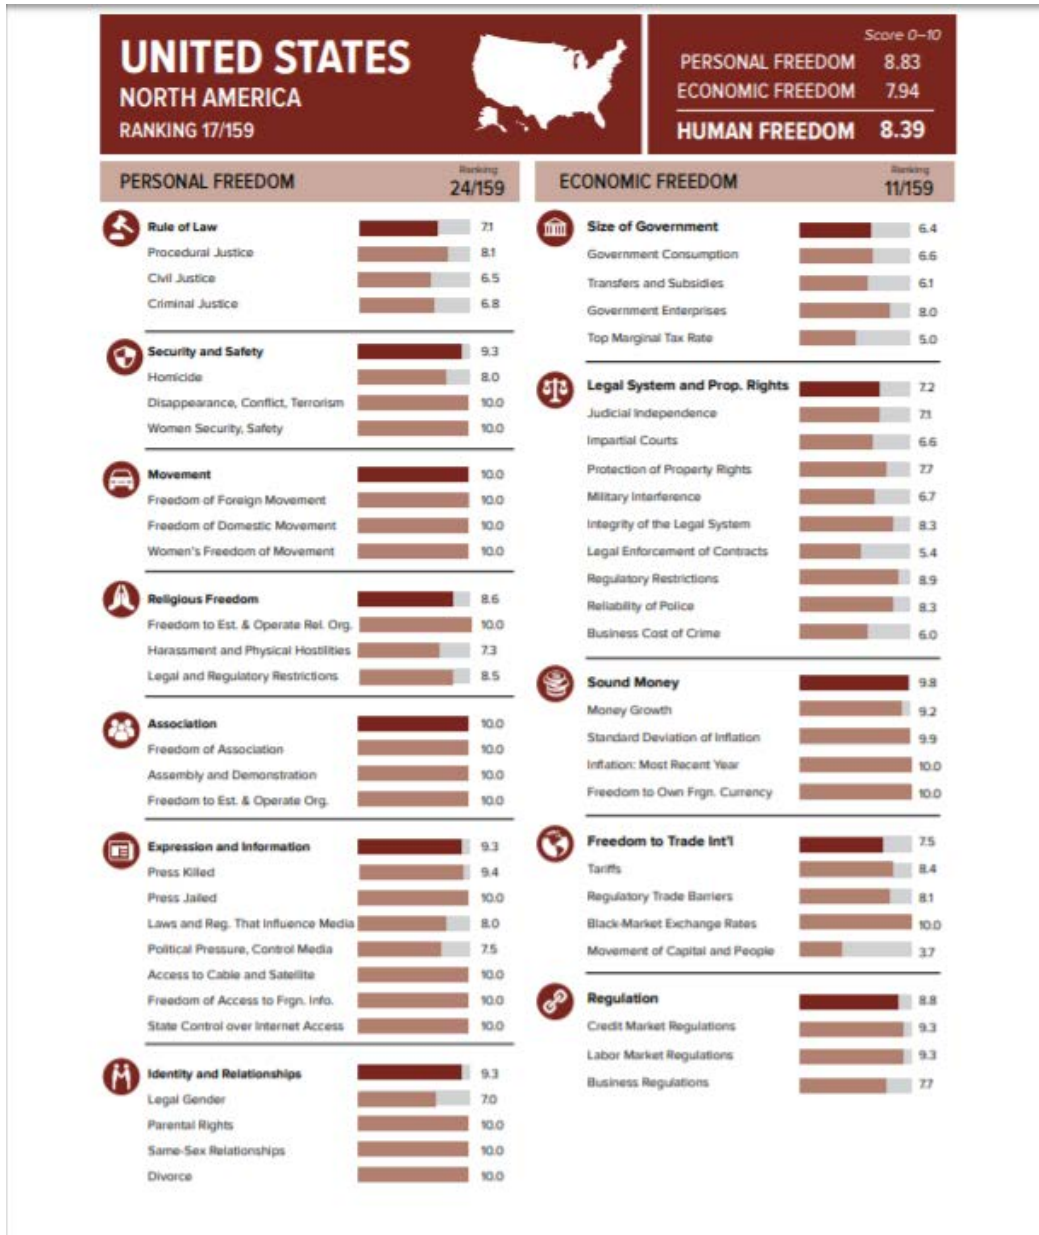 UNITED STATES
NORTH AMERICA
RANKING 17/159
Score 0–10
PERSONAL FREEDOM 8.83
ECONOMIC FREEDOM 7.94
HUMAN FREEDOM 8.39
PERSONAL FREEDOM
Ranking
24/159
Rule of Law 7.1
Procedural Justice 8.1
Civil Justice 6.5
Criminal Justice 6.8
Security and Safety 9.3
Homicide 8.0
Disappearance, Conflict, Terrorism 10.0
Women Security, Safety 10.0
Movement 10.0
Freedom of Foreign Movement 10.0
Freedom of Domestic Movement 10.0
Women's Freedom of Movement 10.0
Religious Freedom 8.6
Freedom to Est. & Operate Rel. Org. 10.0
Harassment and Physical Hostilities 7.3
Legal and Regulatory Restrictions 8.5
Association 10.0
Freedom of Association 10.0
Assembly and Demonstration 10.0
Freedom to Est. & Operate Org. 10.0
Expression and Information 9.3
Press Killed 9.4
Press Jailed 10.0
Laws and Reg. That Influence Media 8.0
Political Pressure, Control Media 7.5
Access to Cable and Satellite 10.0
Freedom of Access to Frgn. Info. 10.0
State Control over Internet Access 10.0
Identity and Relationships 9.3
Legal Gender 7.0
Parental Rights 10.0
Same-Sex Relationships 10.0
Divorce 10.0
ECONOMIC FREEDOM
Ranking
11/159
Size of Government 6.4
Government Consumption 6.6
Transfers and Subsidies 6.1
Government Enterprises 8.0
Top Marginal Tax Rate 5.0
Legal System and Prop. Rights 7.2
Judicial Independence 7.1
Impartial Courts 6.6
Protection of Property Rights 7.7
Military Interference 6.7
Integrity of the Legal System 8.3
Legal Enforcement of Contracts 5.4
Regulatory Restrictions 8.9
Reliability of Police 8.3
Business Cost of Crime 6.0
Sound Money 9.8
Money Growth 9.2
Standard Deviation of Inflation 9.9
Inflation: Most Recent Year 10.0
Freedom to Own Frgn. Currency 10.0
Freedom to Trade Int'l 7.5
Tariffs 8.4
Regulatory Trade Barriers 8.1
Black-Market Exchange Rates 10.0
Movement of Capital and People 3.7
Regulation 8.8
Credit Market Regulations 9.3
Labor Market Regulations 9.3
Business Regulations 7.7